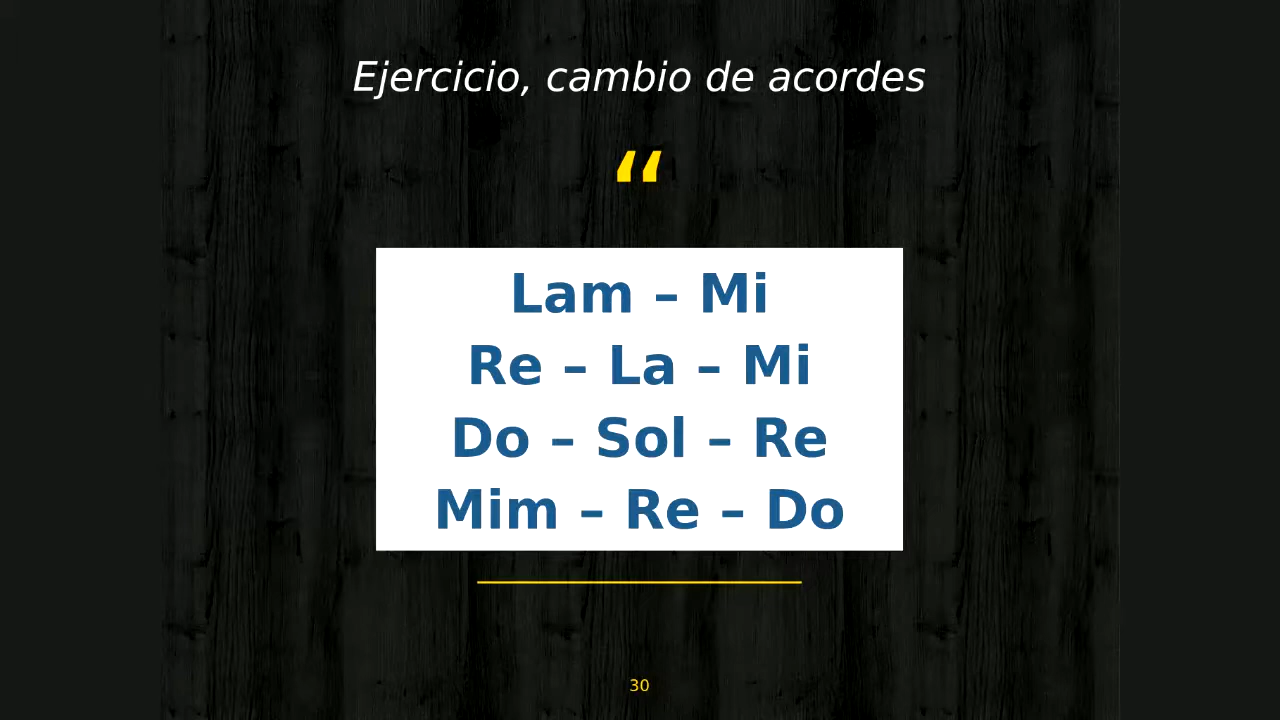 Ejercicio, cambio de acordes
“
Lam – Mi
Re – La – Mi
Do – Sol – Re
Mim – Re – Do
30